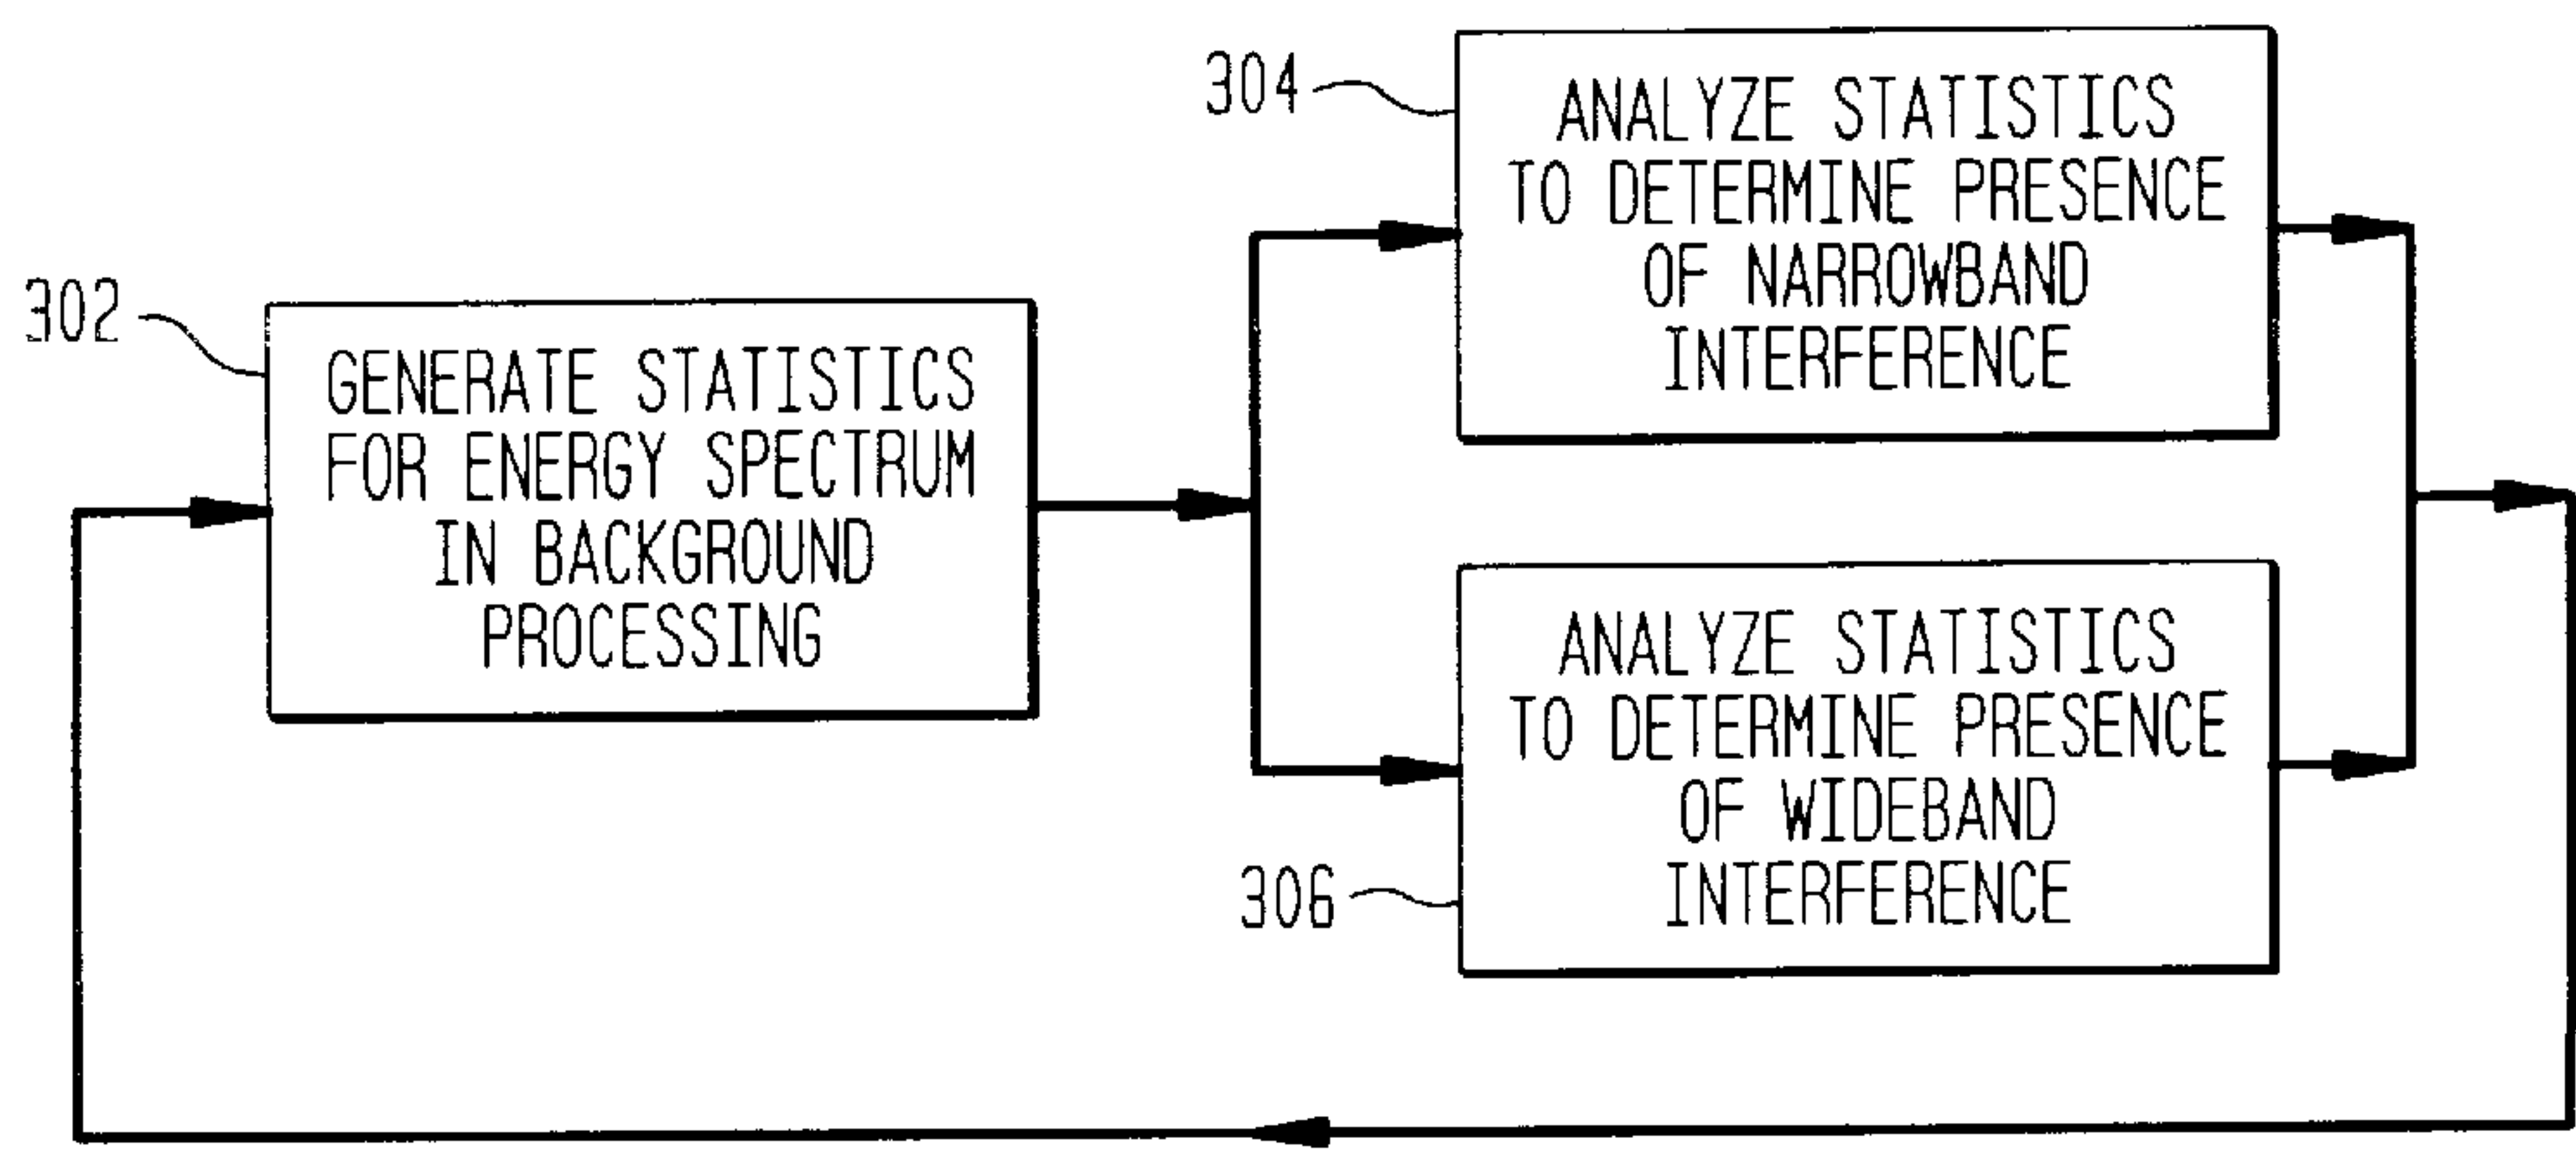 302
GENERATE STATISTICS
FOR ENERGY SPECTRUM
IN BACKGROUND
PROCESSING
304
ANALYZE STATISTICS
TO DETERMINE PRESENCE
OF NARROWBAND
INTERFERENCE
306
ANALYZE STATISTICS
TO DETERMINE PRESENCE
OF WIDEBAND
INTERFERENCE